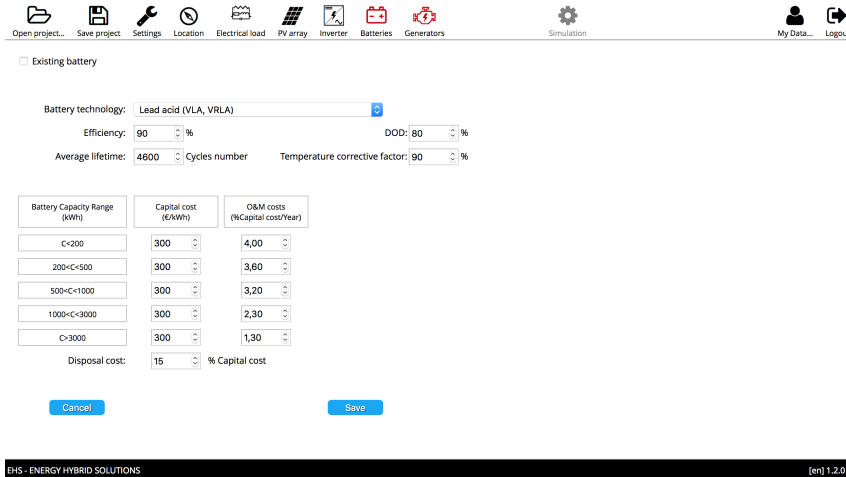 Open project... Save project Settings Location Electrical load PV array Inverter Batteries Generators Simulation My Data... Logou
Existing battery
Battery technology: Lead acid (VLA, VRLA)
Efficiency: 90 % DOD: 80 %
Average lifetime: 4600 Cycles number Temperature corrective factor: 90 %
Battery Capacity Range (kWh) Capital cost (€/kWh) O&M costs (%Capital cost/Year)
C<200 300 4,00
200<C<500 300 3,60
500<C<1000 300 3,20
1000<C<3000 300 2,30
C>3000 300 1,30
Disposal cost: 15 % Capital cost
Cancel Save
EHS - ENERGY HYBRID SOLUTIONS [en] 1.2.0